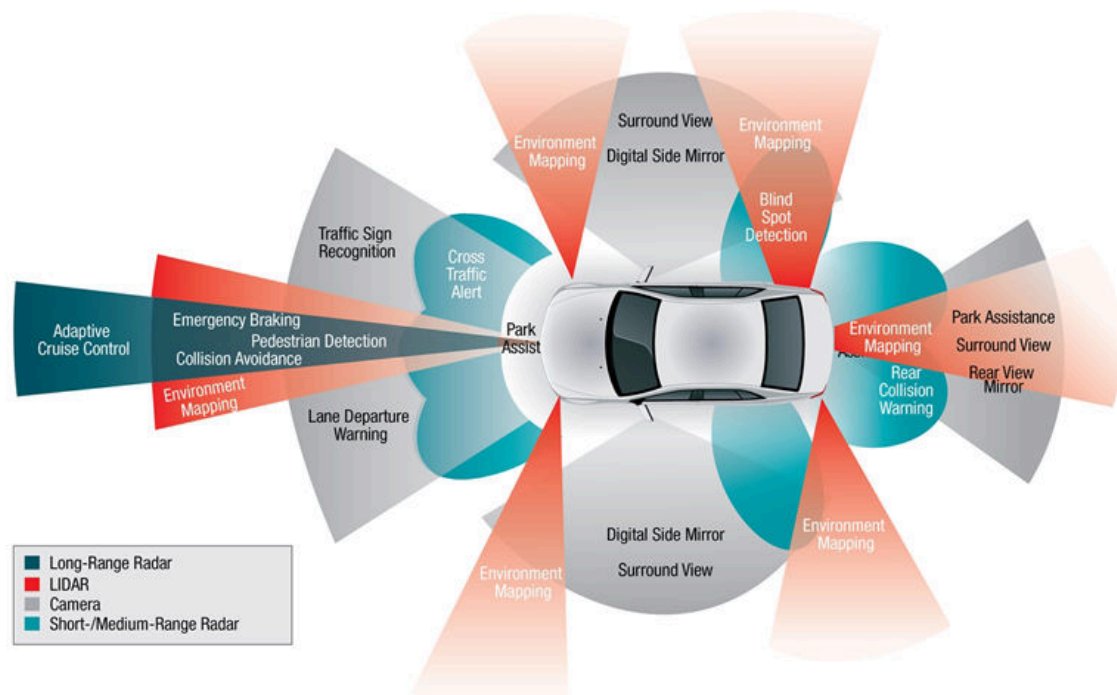 Surround View
Digital Side Mirror
Environment
Mapping
Environment
Mapping
Blind
Spot
Detection
Traffic Sign
Recognition
Cross
Traffic
Alert
Adaptive
Cruise Control
Emergency Braking
Pedestrian Detection
Collision Avoidance
Environment
Mapping
Park
Assist
Lane Departure
Warning
Environment
Mapping
Park Assistance
Surround View
Rear View
Mirror
Rear
Collision
Warning
Digital Side Mirror
Surround View
Environment
Mapping
Environment
Mapping
Long-Range Radar
LIDAR
Camera
Short-/Medium-Range Radar